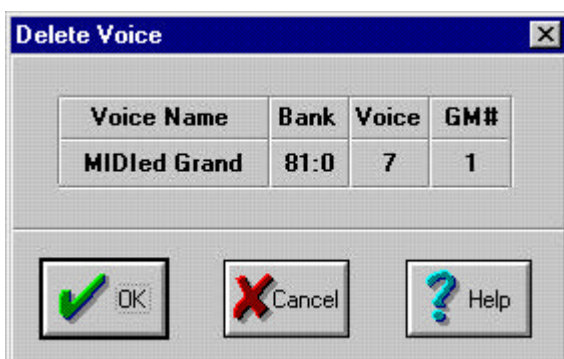 Delete Voice
Voice Name Bank Voice GM#
MIDIed Grand 81:0 7 1
OK Cancel Help